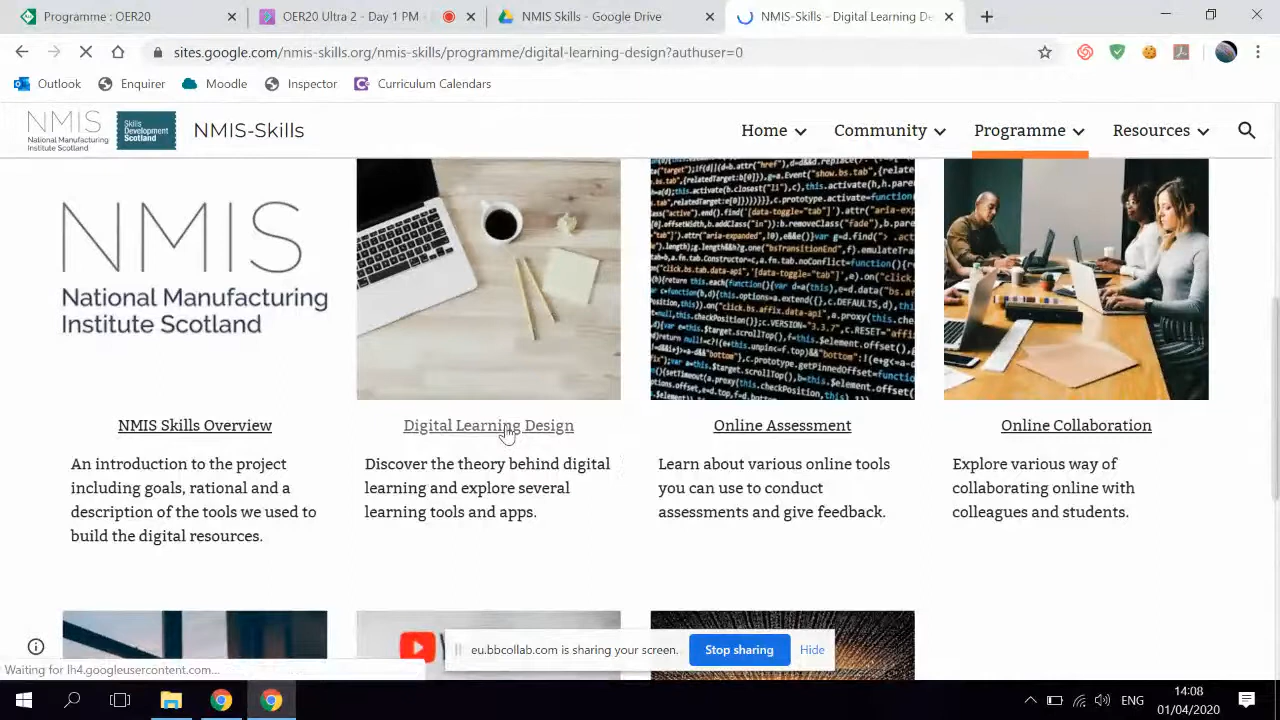 Programme : OER20
OER20 Ultra 2 - Day 1 PM -
NMIS Skills - Google Drive
NMIS-Skills - Digital Learning De
sites.google.com/nmis-skills.org/nmis-skills/programme/digital-learning-design?authuser=0
Outlook
Enquirer
Moodle
Inspector
Curriculum Calendars
NMIS
National Manufacturing
Institute Scotland
Skills
Development
Scotland
NMIS-Skills
Home
Community
Programme
Resources
NMIS
National Manufacturing
Institute Scotland
NMIS Skills Overview
An introduction to the project
including goals, rational and a
description of the tools we used to
build the digital resources.
Digital Learning Design
Discover the theory behind digital
learning and explore several
learning tools and apps.
Online Assessment
Learn about various online tools
you can use to conduct
assessments and give feedback.
Online Collaboration
Explore various way of
collaborating online with
colleagues and students.
eu.bbcollab.com is sharing your screen.
Stop sharing
Hide
Waiting for lh4.googleusercontent.com...
ENG
14:08
01/04/2020